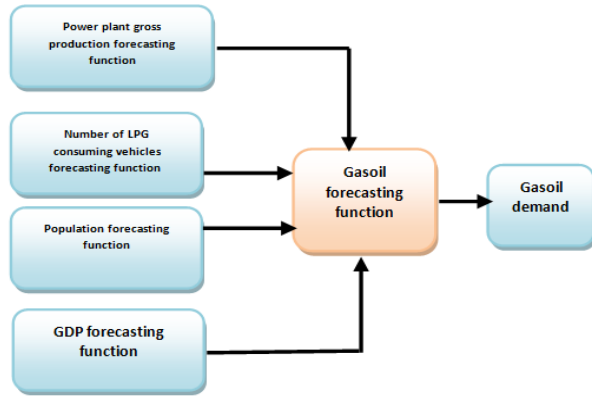 Power plant gross
production forecasting
function
Number of LPG
consuming vehicles
forecasting function
Population forecasting
function
GDP forecasting
function
Gasoil
forecasting
function
Gasoil
demand